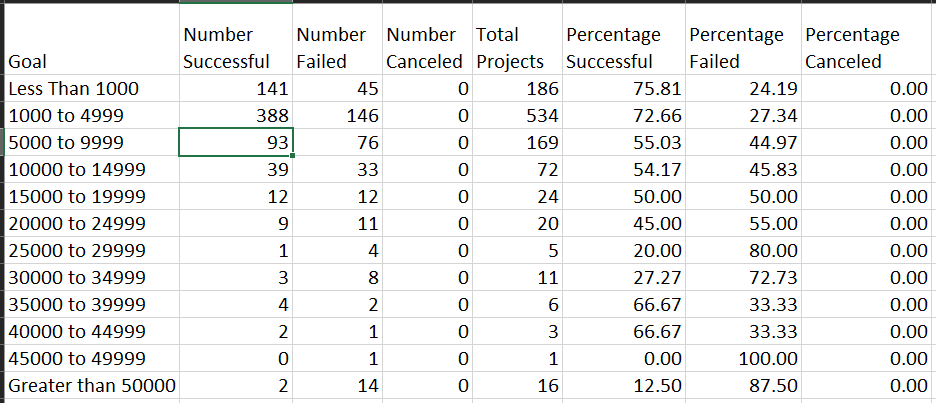 Goal Number Successful Number Failed Number Canceled Total Projects Percentage Successful Percentage Failed Percentage Canceled
Less Than 1000 141 45 0 186 75.81 24.19 0.00
1000 to 4999 388 146 0 534 72.66 27.34 0.00
5000 to 9999 93 76 0 169 55.03 44.97 0.00
10000 to 14999 39 33 0 72 54.17 45.83 0.00
15000 to 19999 12 12 0 24 50.00 50.00 0.00
20000 to 24999 9 11 0 20 45.00 55.00 0.00
25000 to 29999 1 4 0 5 20.00 80.00 0.00
30000 to 34999 3 8 0 11 27.27 72.73 0.00
35000 to 39999 4 2 0 6 66.67 33.33 0.00
40000 to 44999 2 1 0 3 66.67 33.33 0.00
45000 to 49999 0 1 0 1 0.00 100.00 0.00
Greater than 50000 2 14 0 16 12.50 87.50 0.00